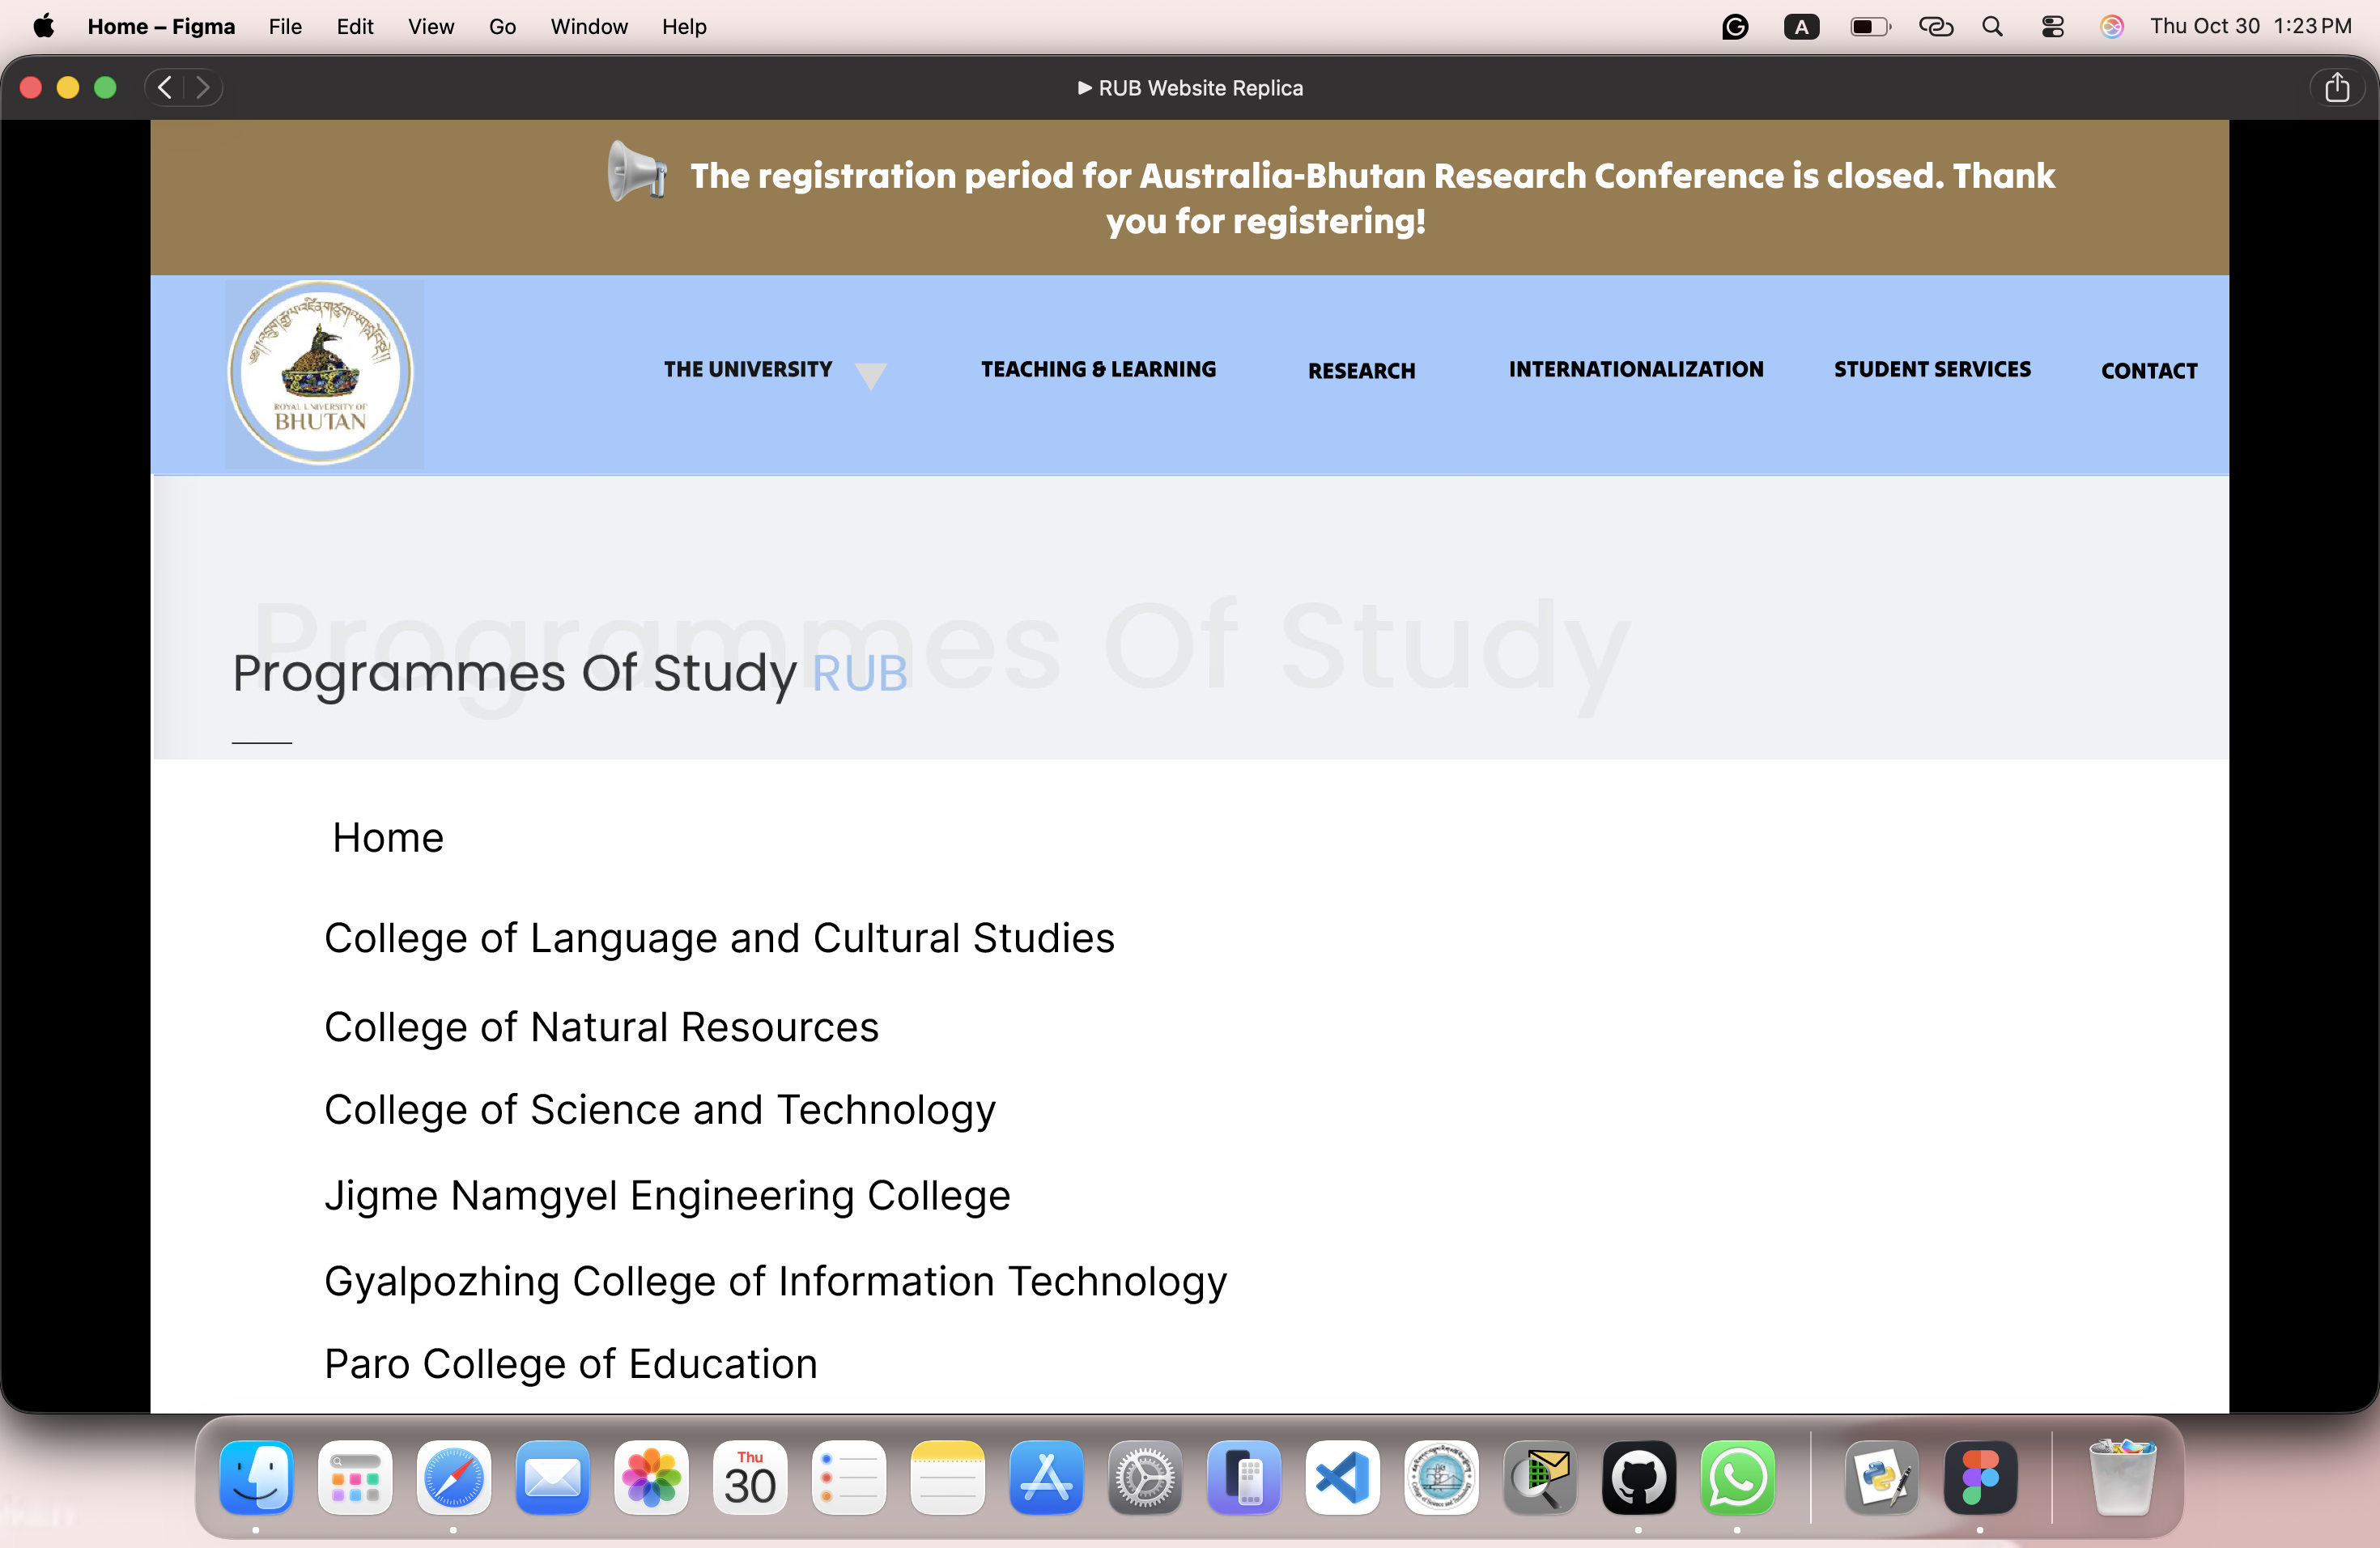 Home – Figma File Edit View Go Window Help A Thu Oct 30 1:23 PM
RUB Website Replica
The registration period for Australia-Bhutan Research Conference is closed. Thank
you for registering!
ROYAL UNIVERSITY OF
BHUTAN
THE UNIVERSITY TEACHING & LEARNING RESEARCH INTERNATIONALIZATION STUDENT SERVICES CONTACT
Programmes Of Study
Programmes Of Study RUB
Home
College of Language and Cultural Studies
College of Natural Resources
College of Science and Technology
Jigme Namgyel Engineering College
Gyalpozhing College of Information Technology
Paro College of Education
Thu
30